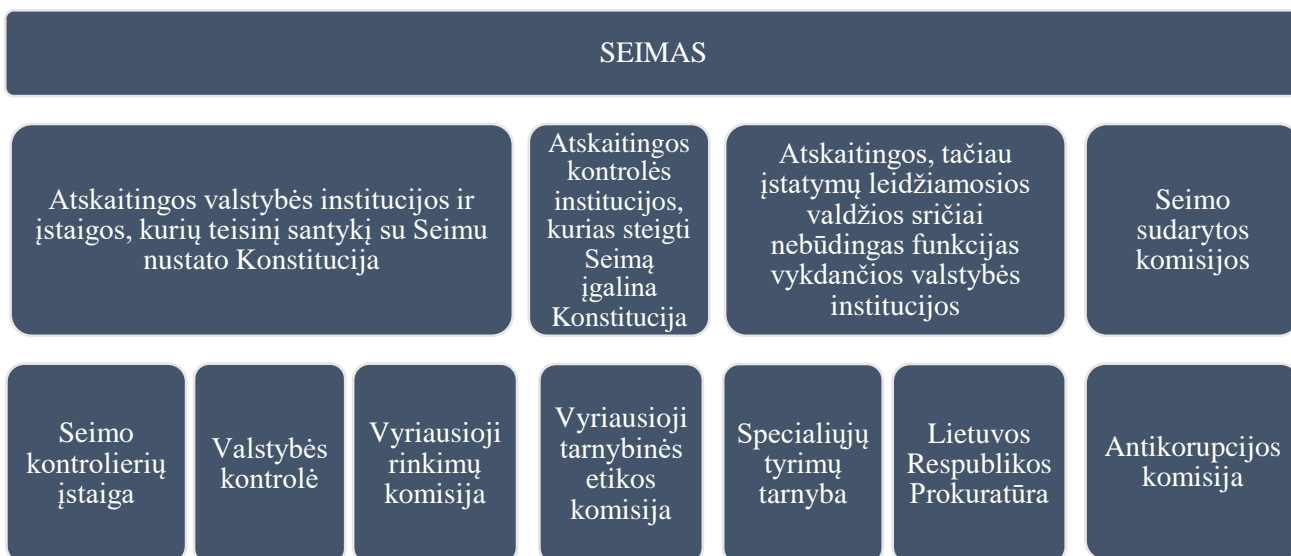 SEIMAS
Atskaitingos valstybės institucijos ir
įstaigos, kurių teisinį santykį su Seimu
nustato Konstitucija
Atskaitingos
kontrolės
institucijos,
kurias steigti
Seimą
įgalina
Konstitucija
Atskaitingos, tačiau
įstatymų leidžiamosios
valdžios sričiai
nebūdingas funkcijas
vykdančios valstybės
institucijos
Seimo
sudarytos
komisijos
Seimo
kontrolierių
įstaiga
Valstybės
kontrolė
Vyriausioji
rinkimų
komisija
Vyriausioji
tarnybinės
etikos
komisija
Specialiųjų
tyrimų
tarnyba
Lietuvos
Respublikos
Prokuratūra
Antikorupcijos
komisija